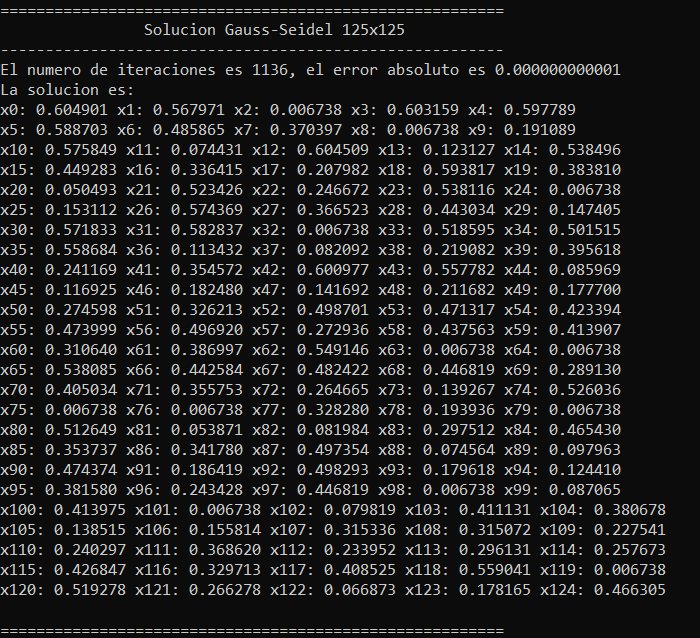 ========================================================
Solucion Gauss-Seidel 125x125
--------------------------------------------------------
El numero de iteraciones es 1136, el error absoluto es 0.000000000001
La solucion es:
x0: 0.604901 x1: 0.567971 x2: 0.006738 x3: 0.603159 x4: 0.597789
x5: 0.588703 x6: 0.485865 x7: 0.370397 x8: 0.006738 x9: 0.191089
x10: 0.575849 x11: 0.074431 x12: 0.604509 x13: 0.123127 x14: 0.538496
x15: 0.449283 x16: 0.336415 x17: 0.207982 x18: 0.593817 x19: 0.383810
x20: 0.050493 x21: 0.523426 x22: 0.246672 x23: 0.538116 x24: 0.006738
x25: 0.153112 x26: 0.574369 x27: 0.366523 x28: 0.443034 x29: 0.147405
x30: 0.571833 x31: 0.582837 x32: 0.006738 x33: 0.518595 x34: 0.501515
x35: 0.558684 x36: 0.113432 x37: 0.082092 x38: 0.219082 x39: 0.395618
x40: 0.241169 x41: 0.354572 x42: 0.600977 x43: 0.557782 x44: 0.085969
x45: 0.116925 x46: 0.182480 x47: 0.141692 x48: 0.211682 x49: 0.177700
x50: 0.274598 x51: 0.326213 x52: 0.498701 x53: 0.471317 x54: 0.423394
x55: 0.473999 x56: 0.496920 x57: 0.272936 x58: 0.437563 x59: 0.413907
x60: 0.310640 x61: 0.386997 x62: 0.549146 x63: 0.006738 x64: 0.006738
x65: 0.538085 x66: 0.442584 x67: 0.482422 x68: 0.446819 x69: 0.289130
x70: 0.405034 x71: 0.355753 x72: 0.264665 x73: 0.139267 x74: 0.526036
x75: 0.006738 x76: 0.006738 x77: 0.328280 x78: 0.193936 x79: 0.006738
x80: 0.512649 x81: 0.053871 x82: 0.081984 x83: 0.297512 x84: 0.465430
x85: 0.353737 x86: 0.341780 x87: 0.497354 x88: 0.074564 x89: 0.097963
x90: 0.474374 x91: 0.186419 x92: 0.498293 x93: 0.179618 x94: 0.124410
x95: 0.381580 x96: 0.243428 x97: 0.446819 x98: 0.006738 x99: 0.087065
x100: 0.413975 x101: 0.006738 x102: 0.079819 x103: 0.411131 x104: 0.380678
x105: 0.138515 x106: 0.155814 x107: 0.315336 x108: 0.315072 x109: 0.227541
x110: 0.240297 x111: 0.368620 x112: 0.233952 x113: 0.296131 x114: 0.257673
x115: 0.426847 x116: 0.329713 x117: 0.408525 x118: 0.559041 x119: 0.006738
x120: 0.519278 x121: 0.266278 x122: 0.066873 x123: 0.178165 x124: 0.466305
========================================================